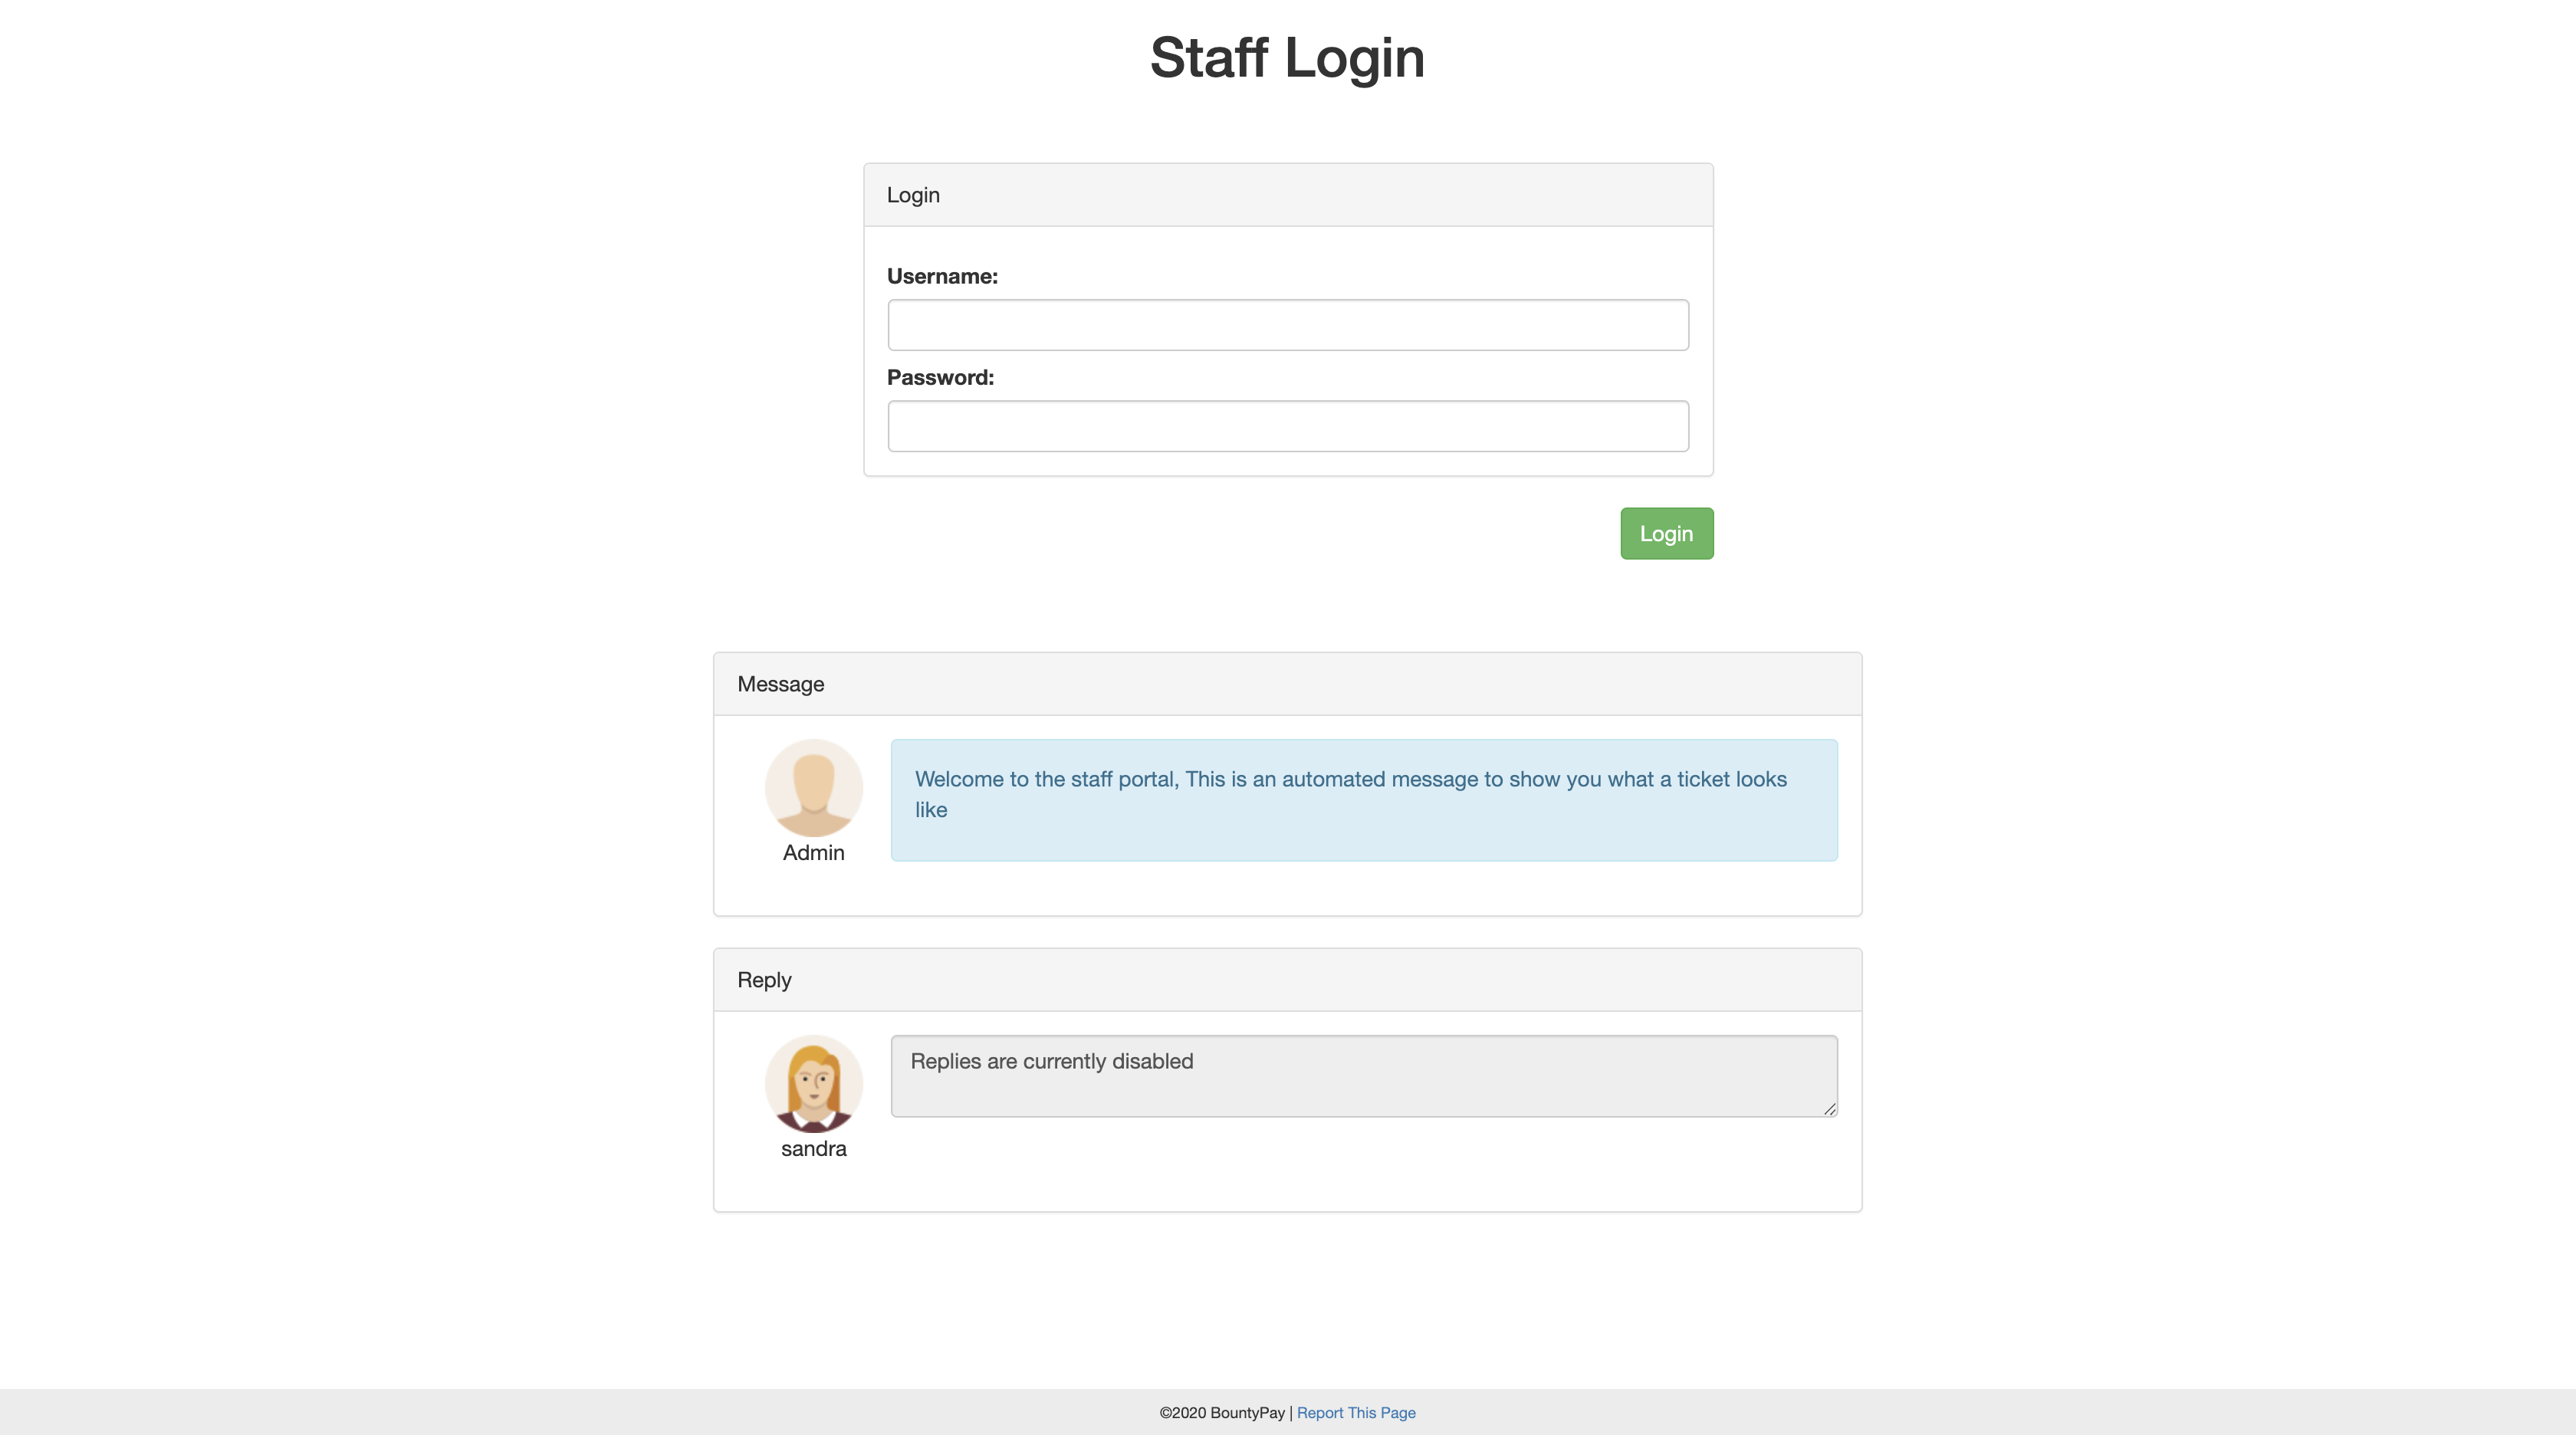 Staff Login
Login
Username:
Password:
Login
Message
Welcome to the staff portal, This is an automated message to show you what a ticket looks
like
Admin
Reply
Replies are currently disabled
sandra
©2020 BountyPay | Report This Page